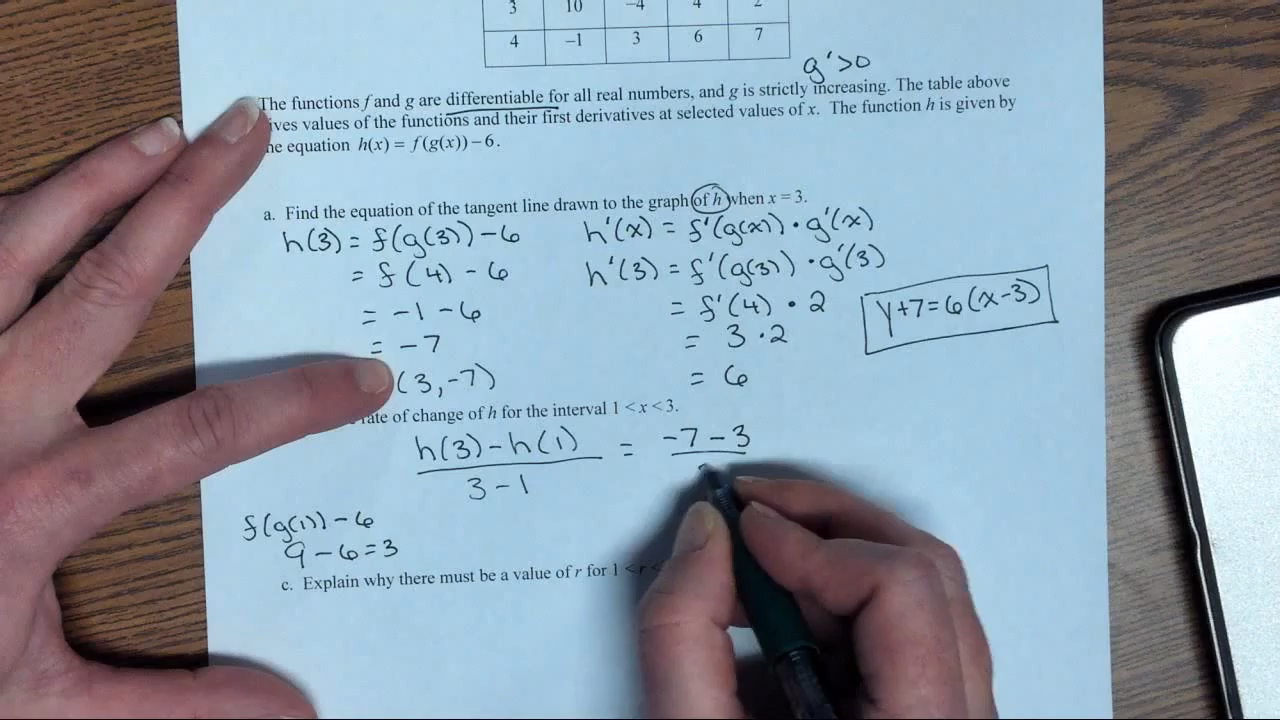 3 10 −4 4 2
4 −1 3 6 7
g'>0
The functions f and g are differentiable for all real numbers, and g is strictly increasing. The table above
ives values of the functions and their first derivatives at selected values of x. The function h is given by
he equation h(x) = f(g(x)) − 6.
a. Find the equation of the tangent line drawn to the graph of h when x = 3.
h(3) = f(g(3)) − 6
= f(4) − 6
= −1 − 6
= −7
(3, −7)
h'(x) = f'(g(x)) · g'(x)
h'(3) = f'(g(3)) · g'(3)
= f'(4) · 2
= 3 · 2
= 6
y+7=6(x−3)
rate of change of h for the interval 1 < x < 3.
h(3) − h(1) = −7 − 3
3 − 1
f(g(1)) − 6
9 − 6 = 3
c. Explain why there must be a value of r for 1 < r <